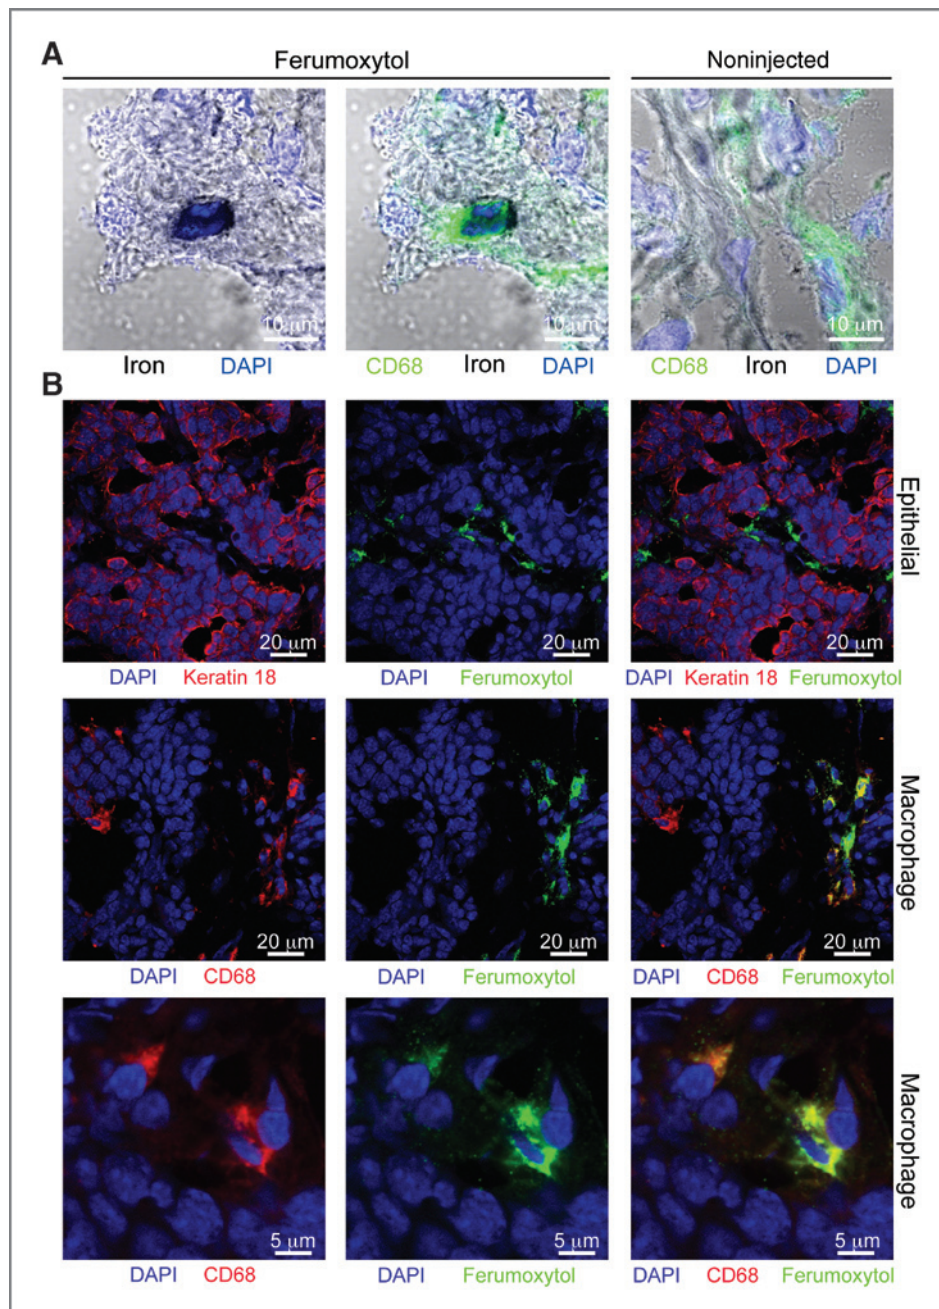 A
Ferumoxytol
Noninjected
10 μm
10 μm
10 μm
Iron DAPI
CD68 Iron DAPI
CD68 Iron DAPI
B
20 μm
20 μm
20 μm
Epithelial
DAPI Keratin 18
DAPI Ferumoxytol
DAPI Keratin 18 Ferumoxytol
20 μm
20 μm
20 μm
Macrophage
DAPI CD68
DAPI Ferumoxytol
DAPI CD68 Ferumoxytol
5 μm
5 μm
5 μm
Macrophage
DAPI CD68
DAPI Ferumoxytol
DAPI CD68 Ferumoxytol